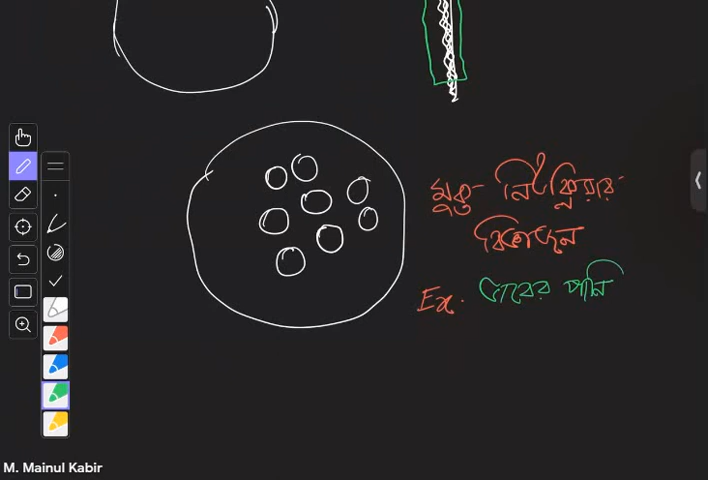 মুক্ত নিউক্লিয়ার
বিভাজন
Ex. ডাবের পানি
M. Mainul Kabir